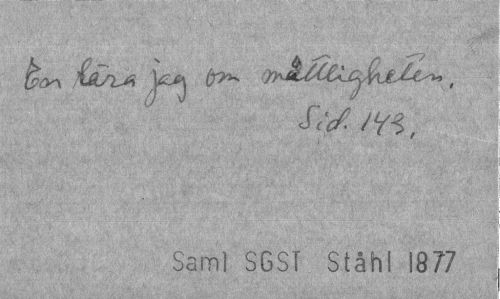 En lära jag om måttligheten.
Sid. 143.
Saml SGST Ståhl 1877